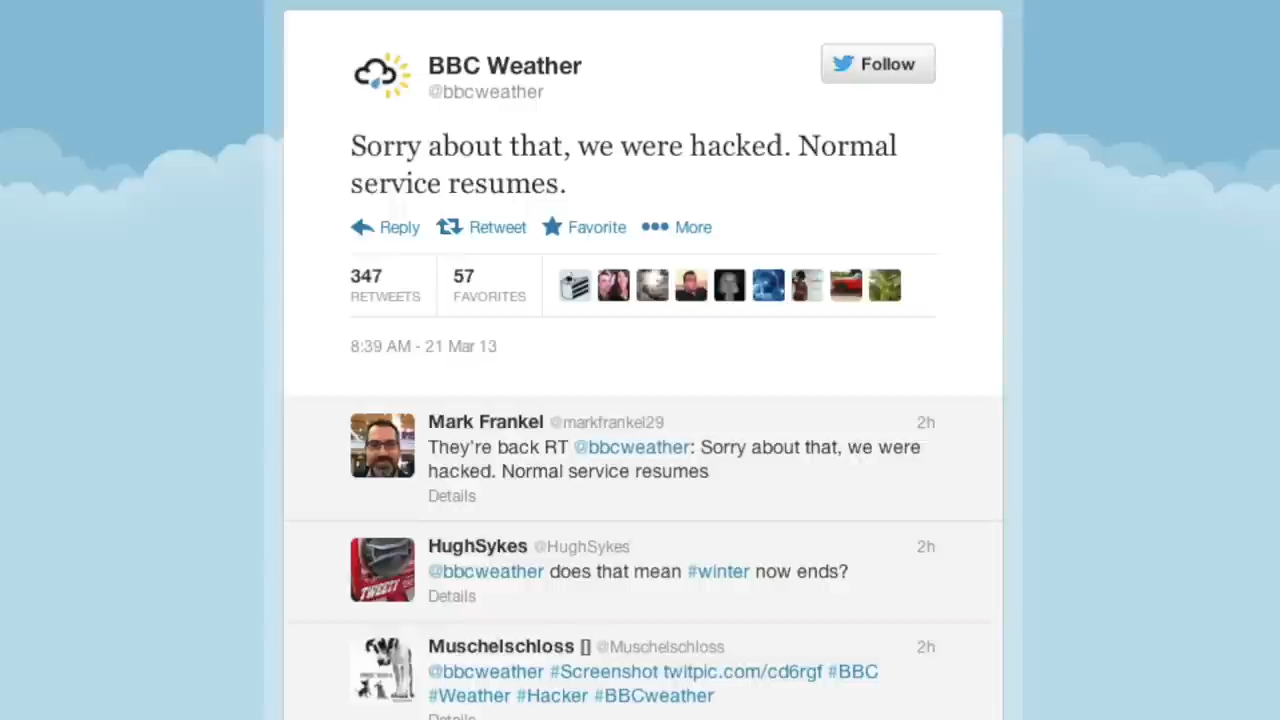 BBC Weather
@bbcweather
Follow
Sorry about that, we were hacked. Normal
service resumes.
Reply Retweet Favorite More
347 57
RETWEETS FAVORITES
8:39 AM - 21 Mar 13
Mark Frankel @markfrankel29 2h
They're back RT @bbcweather: Sorry about that, we were
hacked. Normal service resumes
Details
HughSykes @HughSykes 2h
@bbcweather does that mean #winter now ends?
TWEETY
Details
Muschelschloss [] @Muschelschloss 2h
@bbcweather #Screenshot twitpic.com/cd6rgf #BBC
#Weather #Hacker #BBCweather
Details